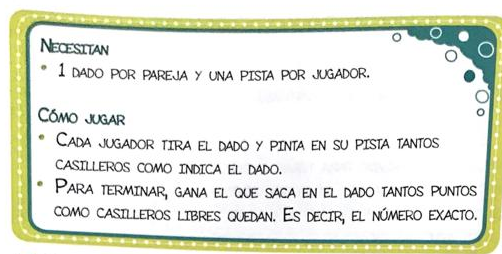 NECESITAN
• 1 DADO POR PAREJA Y UNA PISTA POR JUGADOR.
CÓMO JUGAR
• CADA JUGADOR TIRA EL DADO Y PINTA EN SU PISTA TANTOS
CASILLEROS COMO INDICA EL DADO.
• PARA TERMINAR, GANA EL QUE SACA EN EL DADO TANTOS PUNTOS
COMO CASILLEROS LIBRES QUEDAN. ES DECIR, EL NÚMERO EXACTO.